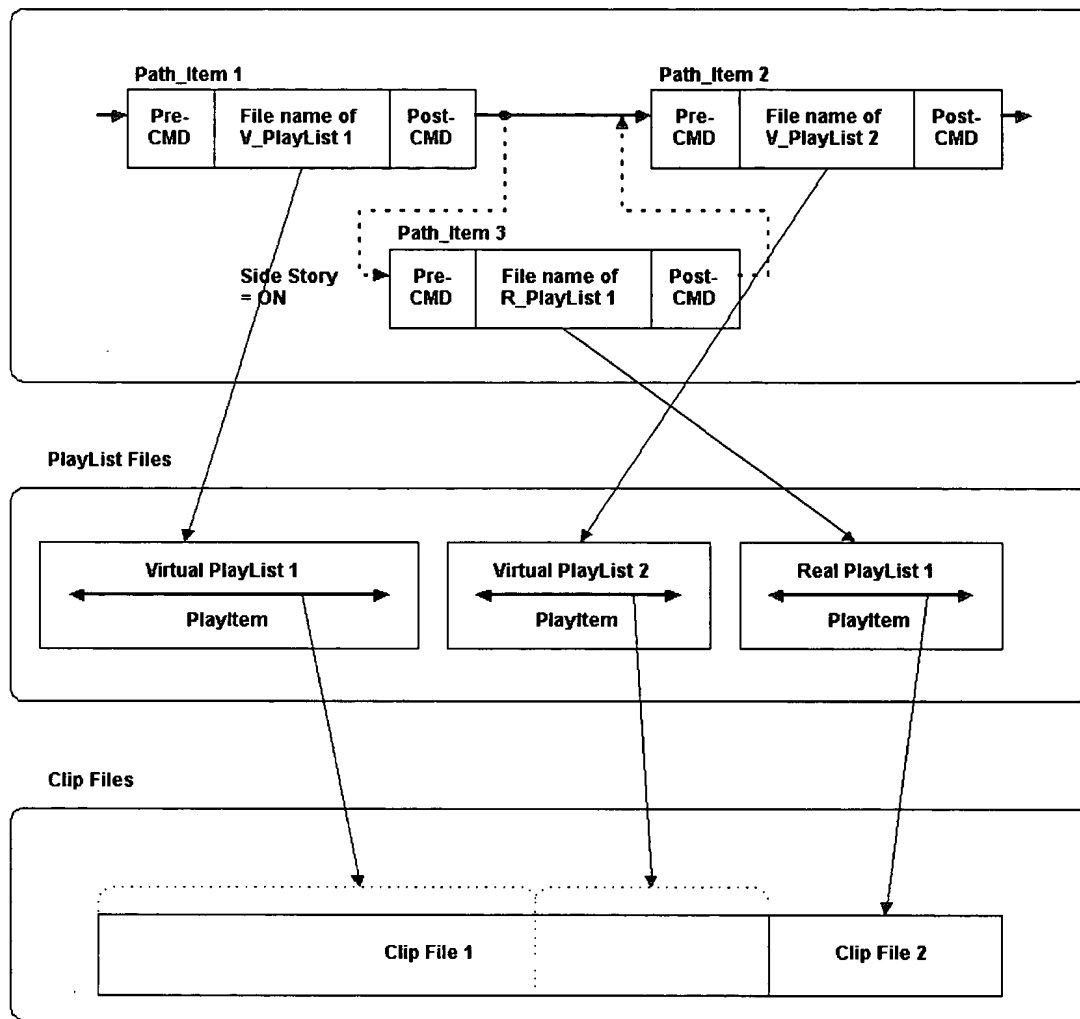 Path_Item 1
Path_Item 2
Pre-
CMD
File name of
V_PlayList 1
Post-
CMD
Pre-
CMD
File name of
V_PlayList 2
Post-
CMD
Path_Item 3
Side Story
= ON
Pre-
CMD
File name of
R_PlayList 1
Post-
CMD
PlayList Files
Virtual PlayList 1
PlayItem
Virtual PlayList 2
PlayItem
Real PlayList 1
PlayItem
Clip Files
Clip File 1
Clip File 2